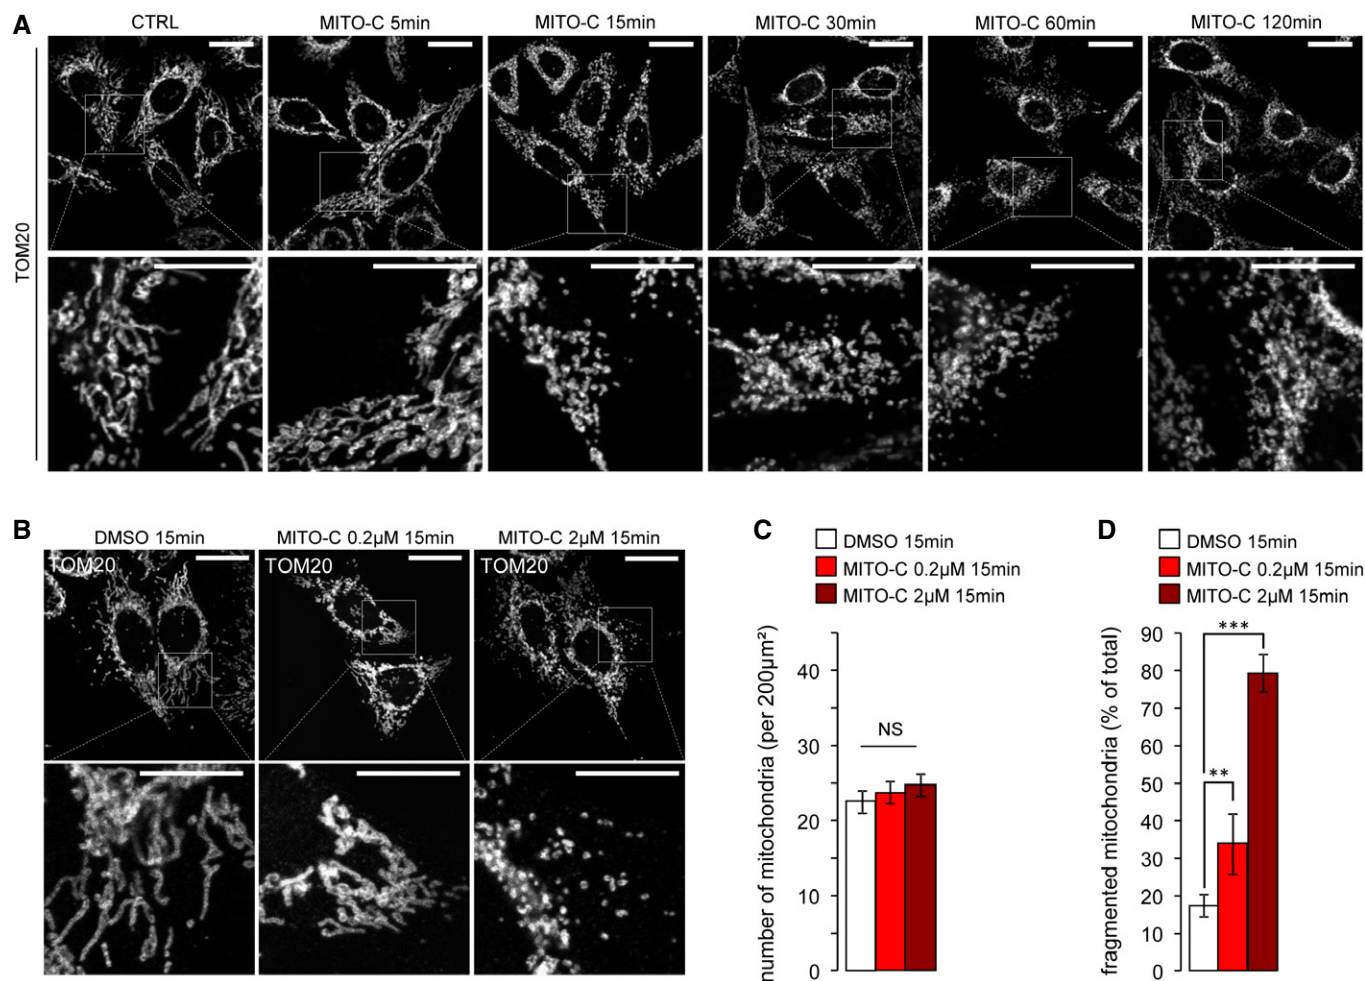 A
CTRL
MITO-C 5min
MITO-C 15min
MITO-C 30min
MITO-C 60min
MITO-C 120min
TOM20
B
DMSO 15min
MITO-C 0.2µM 15min
MITO-C 2µM 15min
TOM20
TOM20
TOM20
C
DMSO 15min
MITO-C 0.2µM 15min
MITO-C 2µM 15min
number of mitochondria (per 200µm²)
40
30
20
10
0
NS
D
DMSO 15min
MITO-C 0.2µM 15min
MITO-C 2µM 15min
fragmented mitochondria (% of total)
90
80
70
60
50
40
30
20
10
0
***
**